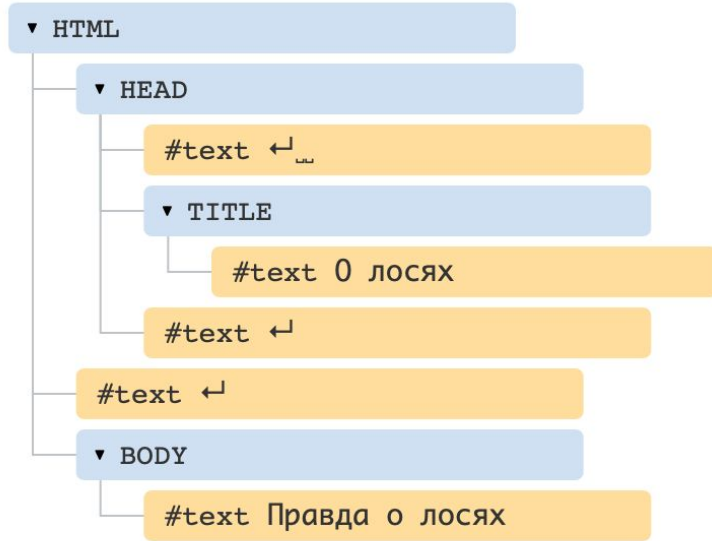 ▾ HTML
▾ HEAD
#text ↵␣␣
▾ TITLE
#text О лосях
#text ↵
#text ↵
▾ BODY
#text Правда о лосях